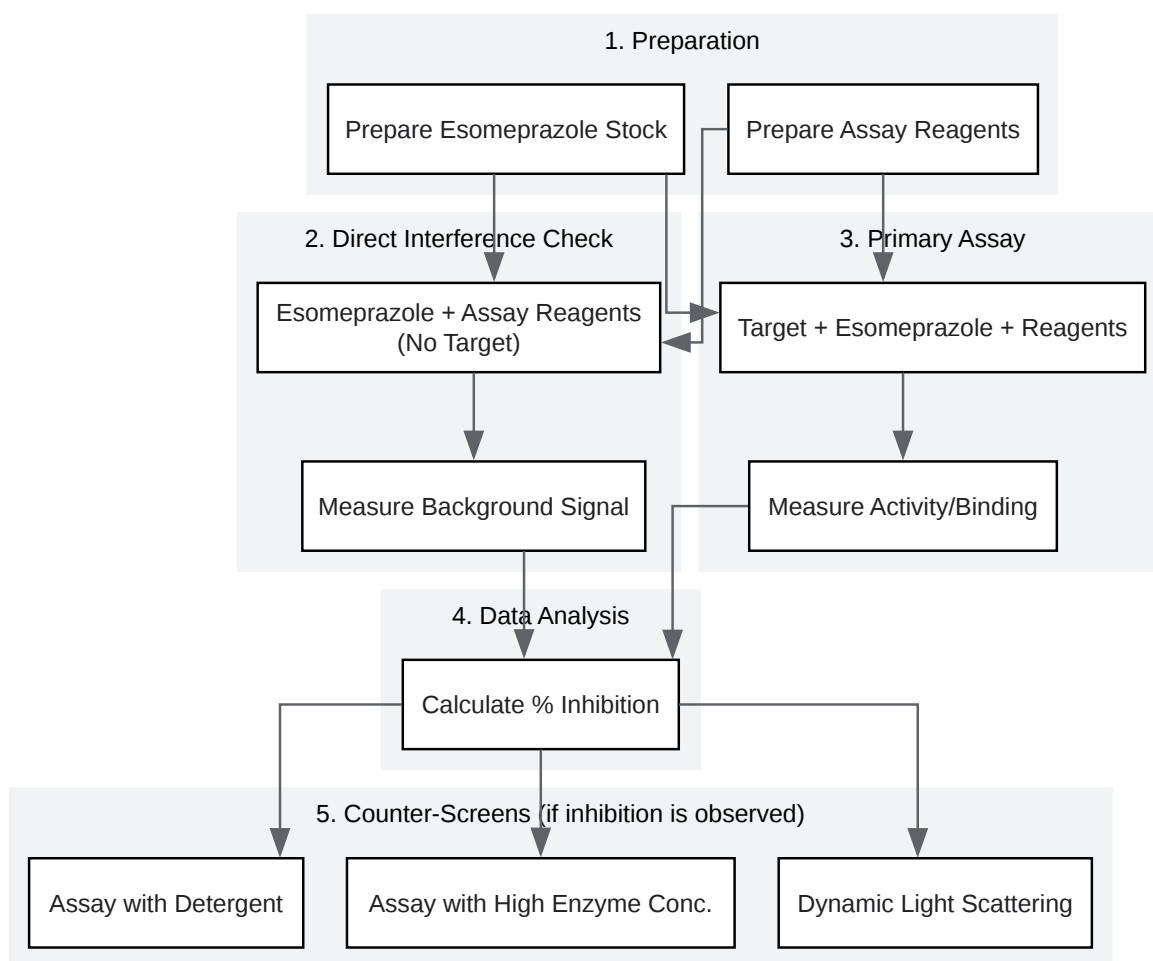 1. Preparation
Prepare Esomeprazole Stock
Prepare Assay Reagents
2. Direct Interference Check
3. Primary Assay
Esomeprazole + Assay Reagents
(No Target)
Target + Esomeprazole + Reagents
Measure Background Signal
Measure Activity/Binding
4. Data Analysis
Calculate % Inhibition
5. Counter-Screens (if inhibition is observed)
Assay with Detergent
Assay with High Enzyme Conc.
Dynamic Light Scattering